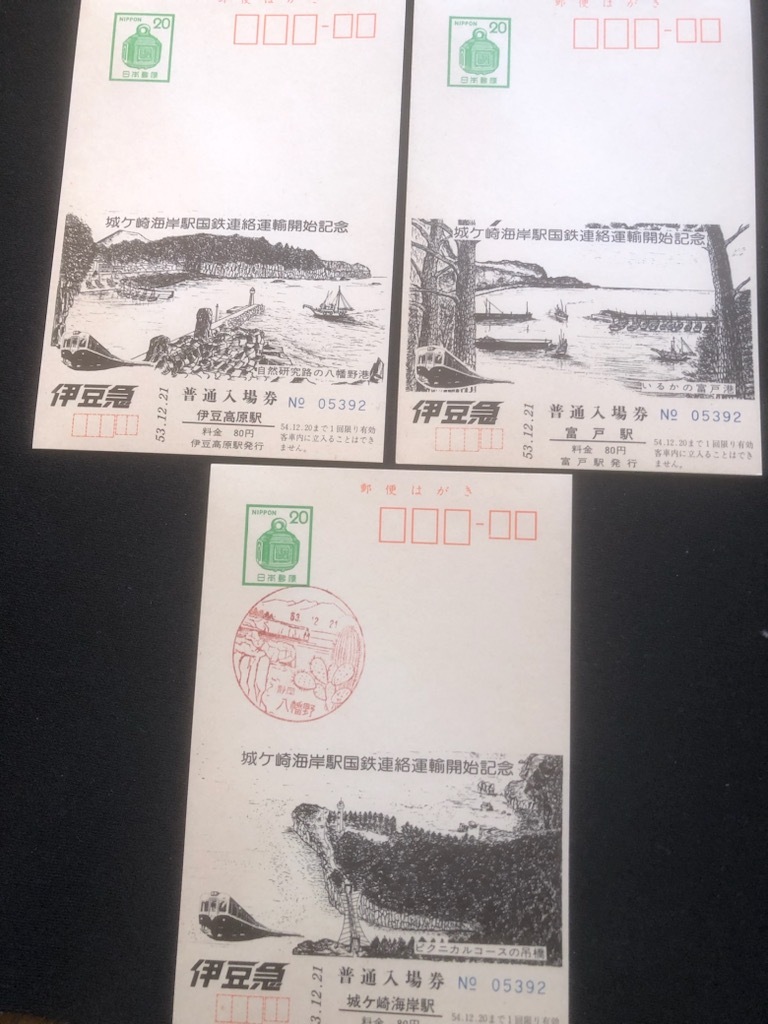 郵便はがき
NIPPON 20
日本郵便
城ケ崎海岸駅国鉄連絡運輸開始記念
自然研究路の八幡野港
伊豆急
53.12.21
普通入場券 № 05392
伊豆高原駅
料金 80円
伊豆高原駅発行
54.12.20まで1回限り有効
客車内に立入ることはでき
ません。
郵便はがき
NIPPON 20
日本郵便
城ケ崎海岸駅国鉄連絡運輸開始記念
いるかの富戸港
伊豆急
53.12.21
普通入場券 № 05392
富戸駅
料金 80円
富戸駅発行
54.12.20まで1回限り有効
客車内に立入ることはでき
ません。
郵便はがき
NIPPON 20
日本郵便
静岡
八幡野
城ケ崎海岸駅国鉄連絡運輸開始記念
ピクニカルコースの吊橋
伊豆急
3.12.21
普通入場券 № 05392
城ケ崎海岸駅
料金 80円
54.12.20まで1回限り有効